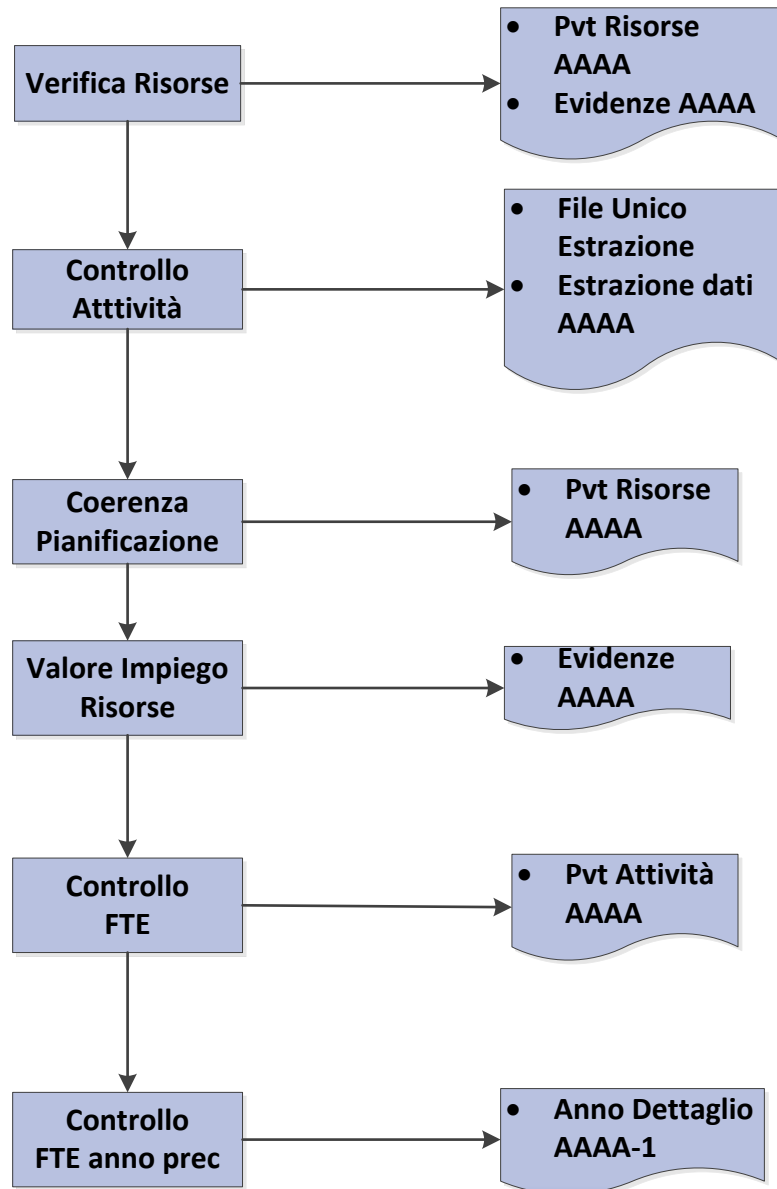 Verifica Risorse
• Pvt Risorse
AAAA
• Evidenze AAAA
Controllo
Atttività
• File Unico
Estrazione
• Estrazione dati
AAAA
Coerenza
Pianificazione
• Pvt Risorse
AAAA
Valore Impiego
Risorse
• Evidenze
AAAA
Controllo
FTE
• Pvt Attività
AAAA
Controllo
FTE anno prec
• Anno Dettaglio
AAAA-1